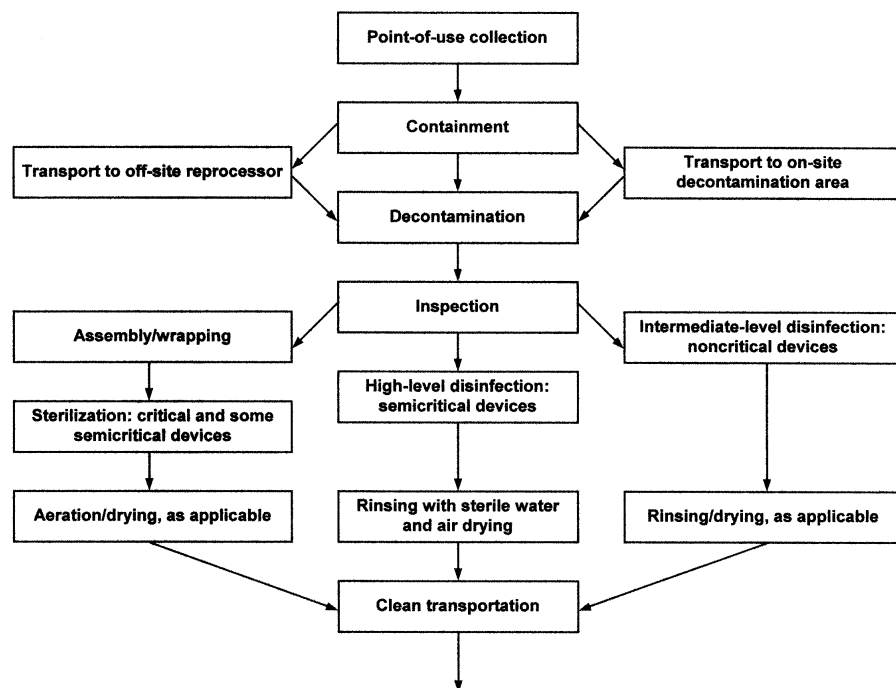 Point-of-use collection
Containment
Transport to off-site reprocessor
Transport to on-site
decontamination area
Decontamination
Inspection
Assembly/wrapping
Intermediate-level disinfection:
noncritical devices
High-level disinfection:
semicritical devices
Sterilization: critical and some
semicritical devices
Aeration/drying, as applicable
Rinsing with sterile water
and air drying
Rinsing/drying, as applicable
Clean transportation